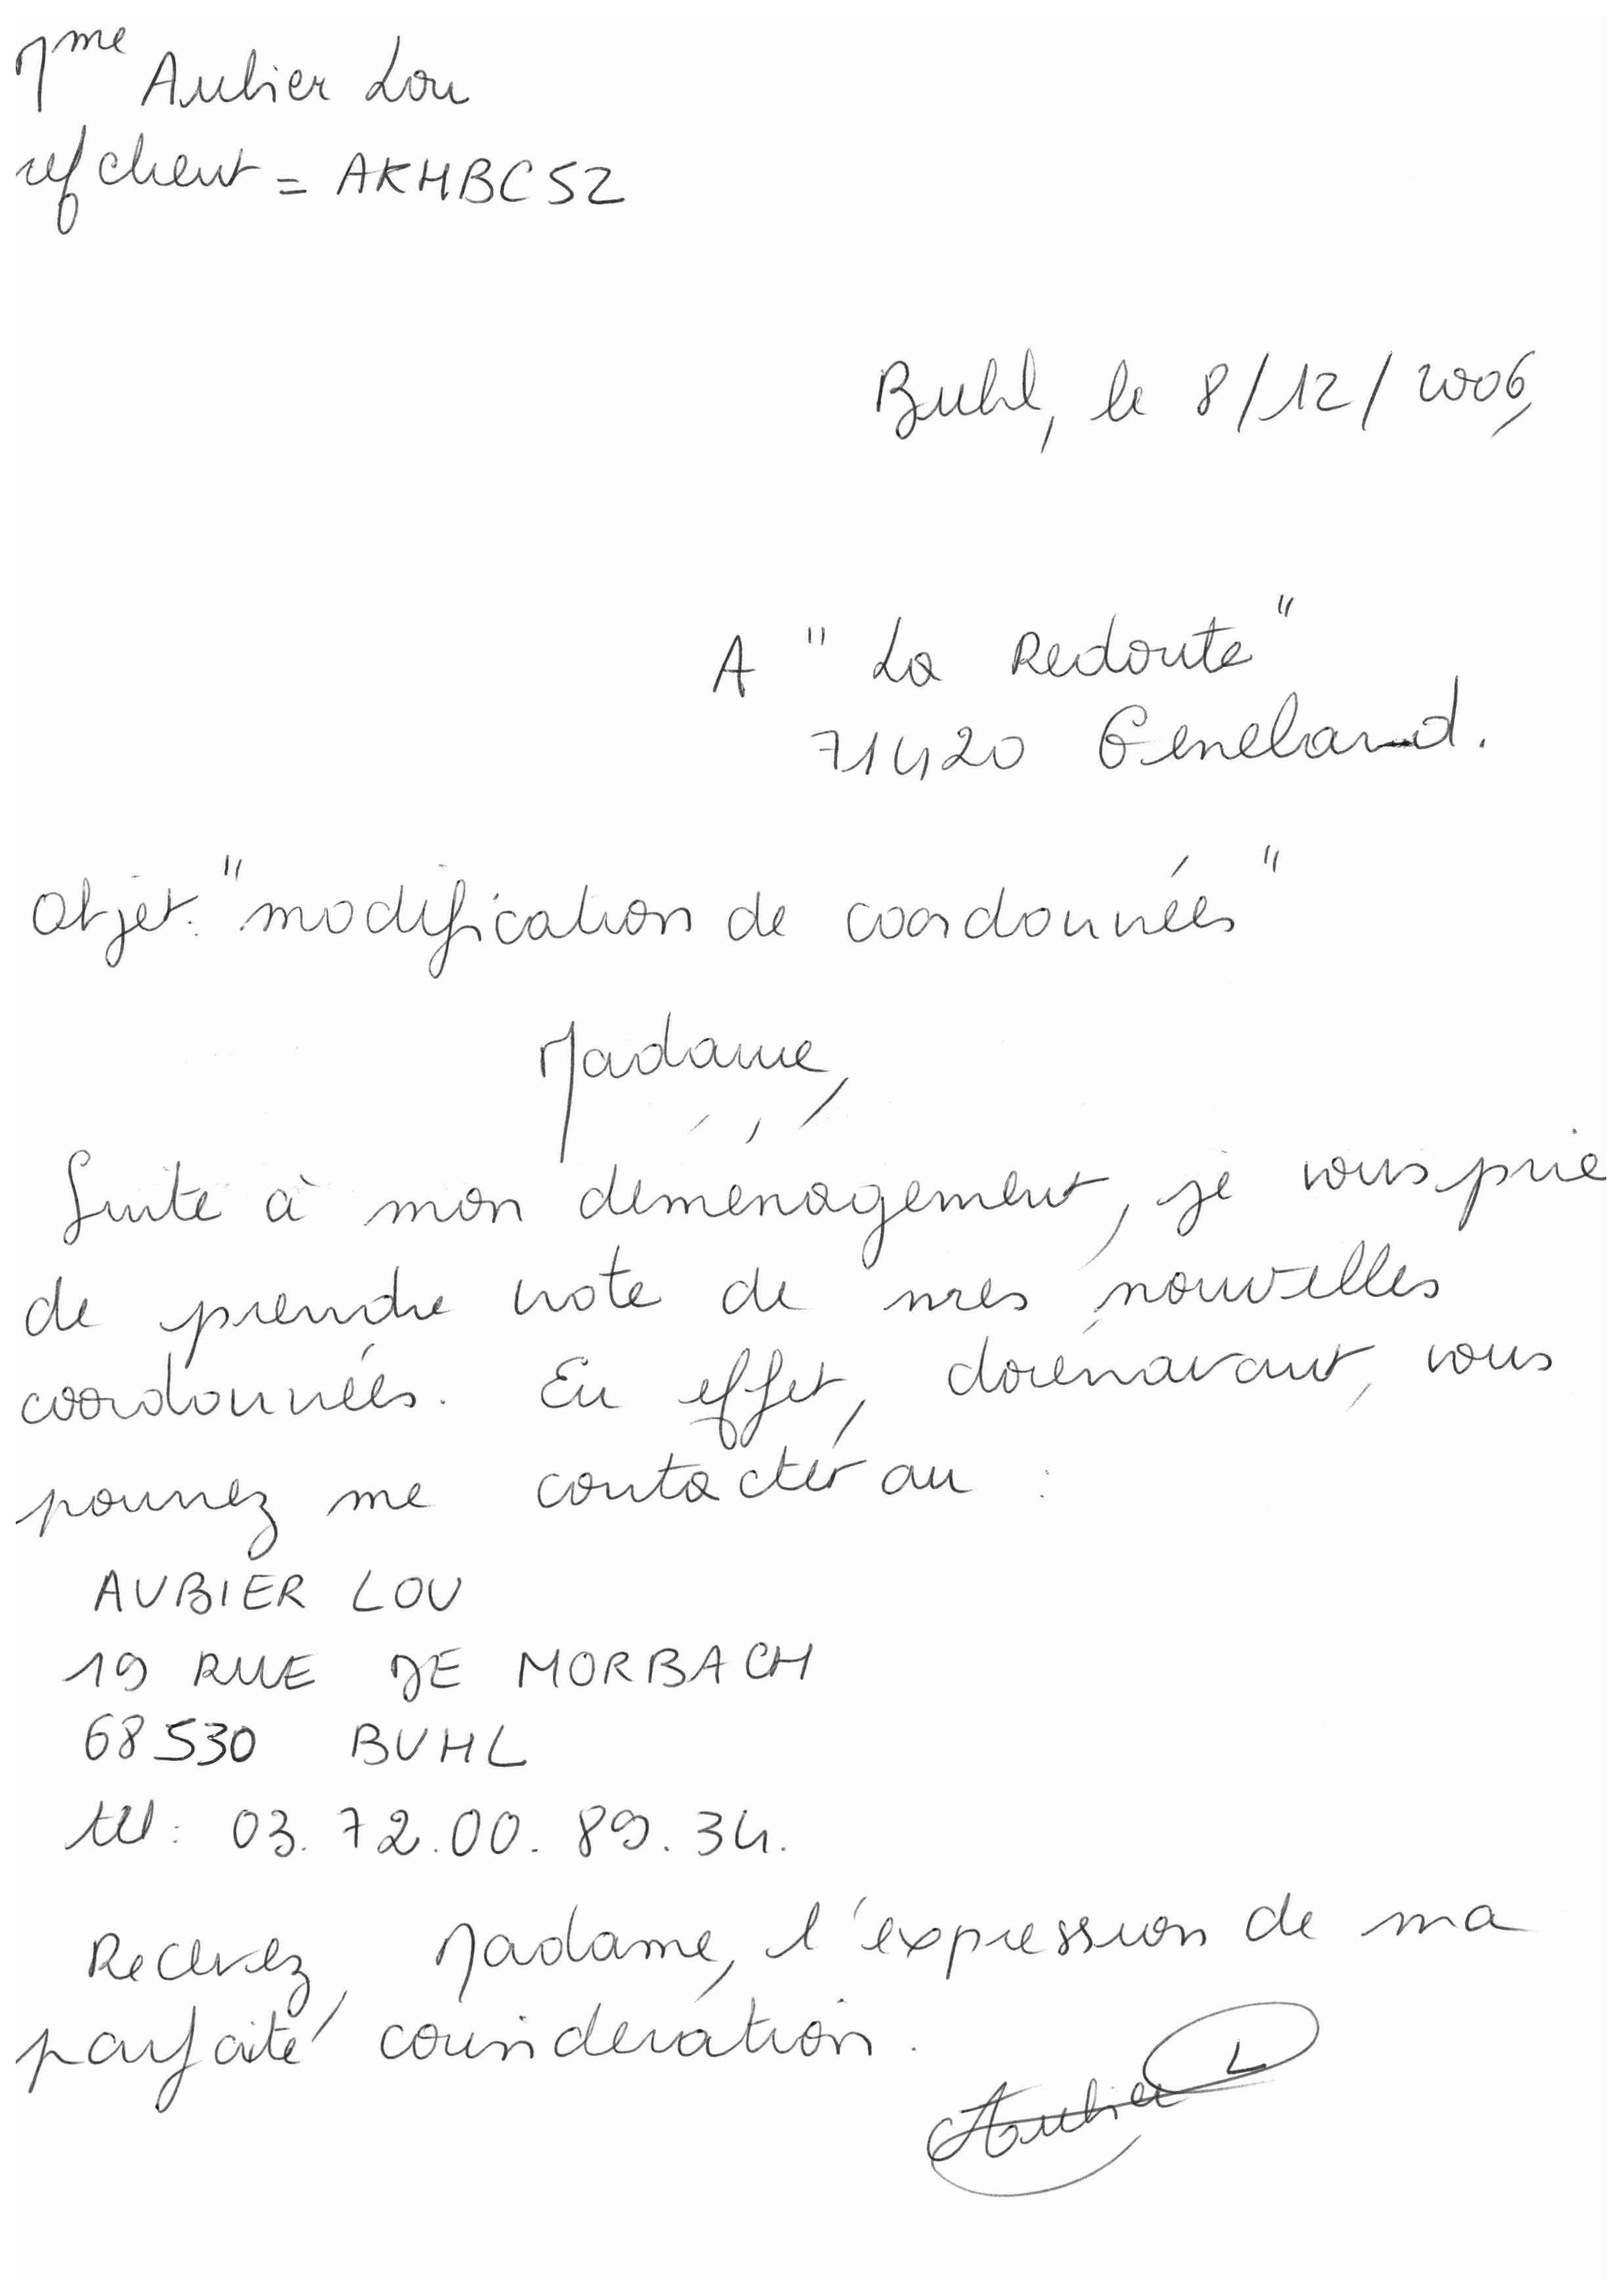 Mme Aubier Lou
ref client = AKHBC52
Buhl, le 8/12/2006,
A "La Redoute"
71420 Genelard.
Objet : "modification de coordonnées"
Madame,
Suite à mon déménagement, je vous prie
de prendre note de mes nouvelles
coordonnées. En effet, dorénavant, vous
pourrez me contacter au :
AUBIER LOU
19 RUE DE MORBACH
68530 BUHL
tel : 03.72.00.89.34.
Recevez, Madame, l'expression de ma
parfaite considération.
Aubier L